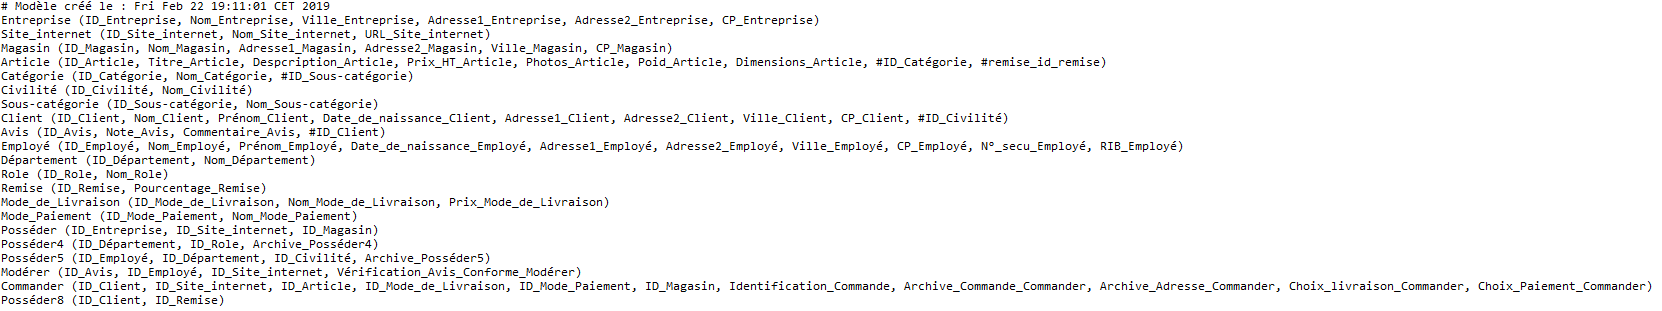 # Modèle créé le : Fri Feb 22 19:11:01 CET 2019
Entreprise (ID_Entreprise, Nom_Entreprise, Ville_Entreprise, Adresse1_Entreprise, Adresse2_Entreprise, CP_Entreprise)
Site_internet (ID_Site_internet, Nom_Site_internet, URL_Site_internet)
Magasin (ID_Magasin, Nom_Magasin, Adresse1_Magasin, Adresse2_Magasin, Ville_Magasin, CP_Magasin)
Article (ID_Article, Titre_Article, Despcription_Article, Prix_HT_Article, Photos_Article, Poid_Article, Dimensions_Article, #ID_Catégorie, #remise_id_remise)
Catégorie (ID_Catégorie, Nom_Catégorie, #ID_Sous-catégorie)
Civilité (ID_Civilité, Nom_Civilité)
Sous-catégorie (ID_Sous-catégorie, Nom_Sous-catégorie)
Client (ID_Client, Nom_Client, Prénom_Client, Date_de_naissance_Client, Adresse1_Client, Adresse2_Client, Ville_Client, CP_Client, #ID_Civilité)
Avis (ID_Avis, Note_Avis, Commentaire_Avis, #ID_Client)
Employé (ID_Employé, Nom_Employé, Prénom_Employé, Date_de_naissance_Employé, Adresse1_Employé, Adresse2_Employé, Ville_Employé, CP_Employé, N°_secu_Employé, RIB_Employé)
Département (ID_Département, Nom_Département)
Role (ID_Role, Nom_Role)
Remise (ID_Remise, Pourcentage_Remise)
Mode_de_Livraison (ID_Mode_de_Livraison, Nom_Mode_de_Livraison, Prix_Mode_de_Livraison)
Mode_Paiement (ID_Mode_Paiement, Nom_Mode_Paiement)
Posséder (ID_Entreprise, ID_Site_internet, ID_Magasin)
Posséder4 (ID_Département, ID_Role, Archive_Posséder4)
Posséder5 (ID_Employé, ID_Département, ID_Civilité, Archive_Posséder5)
Modérer (ID_Avis, ID_Employé, ID_Site_internet, Vérification_Avis_Conforme_Modérer)
Commander (ID_Client, ID_Site_internet, ID_Article, ID_Mode_de_Livraison, ID_Mode_Paiement, ID_Magasin, Identification_Commande, Archive_Commande_Commander, Archive_Adresse_Commander, Choix_livraison_Commander, Choix_Paiement_Commander)
Posséder8 (ID_Client, ID_Remise)